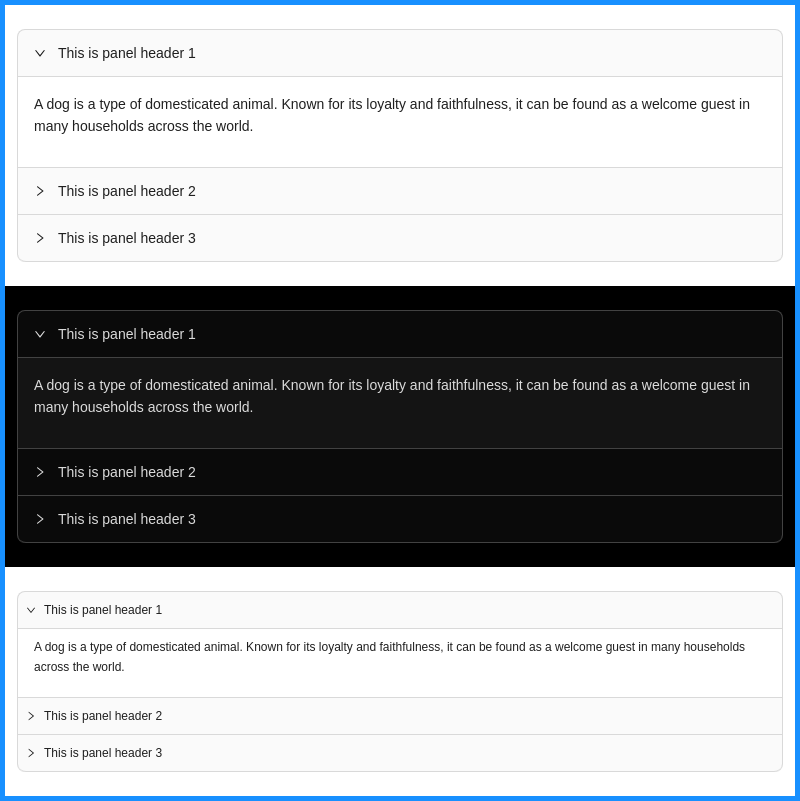 This is panel header 1
A dog is a type of domesticated animal. Known for its loyalty and faithfulness, it can be found as a welcome guest in
many households across the world.
This is panel header 2
This is panel header 3
This is panel header 1
A dog is a type of domesticated animal. Known for its loyalty and faithfulness, it can be found as a welcome guest in
many households across the world.
This is panel header 2
This is panel header 3
This is panel header 1
A dog is a type of domesticated animal. Known for its loyalty and faithfulness, it can be found as a welcome guest in many households
across the world.
This is panel header 2
This is panel header 3